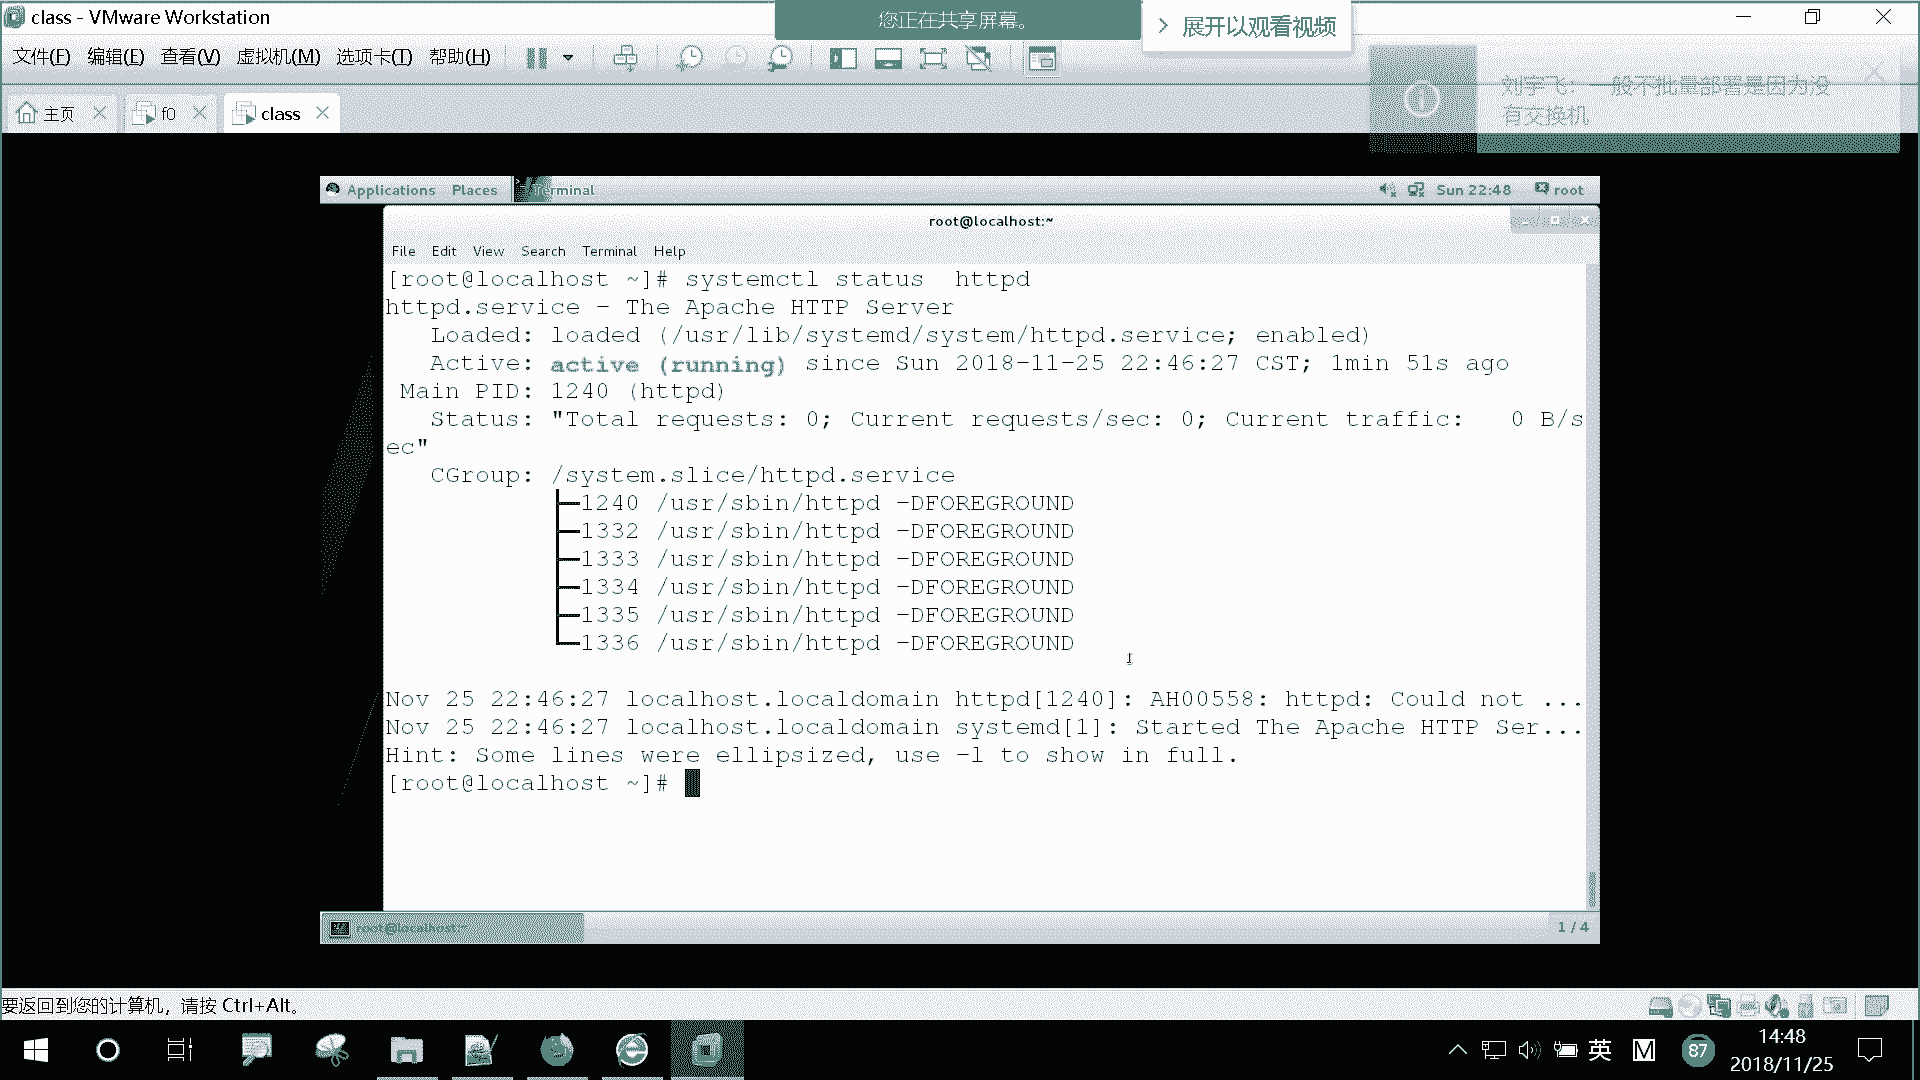 class - VMware Workstation
您正在共享屏幕。
展开以观看视频
文件(F) 编辑(E) 查看(V) 虚拟机(M) 选项卡(T) 帮助(H)
刘宇飞：一般不批量部署是因为没
有交换机
主页
f0
class
Applications Places Terminal
Sun 22:48 root
root@localhost:~
File Edit View Search Terminal Help
[root@localhost ~]# systemctl status  httpd
httpd.service - The Apache HTTP Server
   Loaded: loaded (/usr/lib/systemd/system/httpd.service; enabled)
   Active: active (running) since Sun 2018-11-25 22:46:27 CST; 1min 51s ago
 Main PID: 1240 (httpd)
   Status: "Total requests: 0; Current requests/sec: 0; Current traffic:   0 B/s
ec"
   CGroup: /system.slice/httpd.service
           ├─1240 /usr/sbin/httpd -DFOREGROUND
           ├─1332 /usr/sbin/httpd -DFOREGROUND
           ├─1333 /usr/sbin/httpd -DFOREGROUND
           ├─1334 /usr/sbin/httpd -DFOREGROUND
           ├─1335 /usr/sbin/httpd -DFOREGROUND
           └─1336 /usr/sbin/httpd -DFOREGROUND
Nov 25 22:46:27 localhost.localdomain httpd[1240]: AH00558: httpd: Could not ...
Nov 25 22:46:27 localhost.localdomain systemd[1]: Started The Apache HTTP Ser...
Hint: Some lines were ellipsized, use -l to show in full.
[root@localhost ~]#
root@localhost:~
1 / 4
要返回到您的计算机，请按 Ctrl+Alt。
英 M 87
14:48
2018/11/25